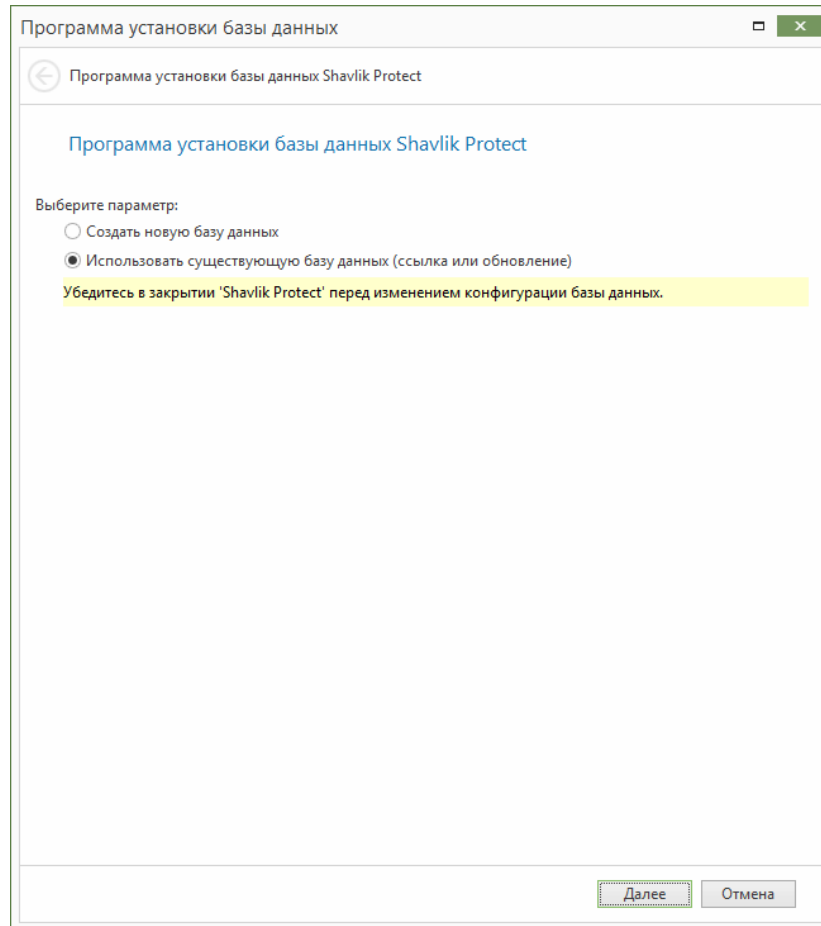 Программа установки базы данных
Программа установки базы данных Shavlik Protect
Программа установки базы данных Shavlik Protect
Выберите параметр:
Создать новую базу данных
Использовать существующую базу данных (ссылка или обновление)
Убедитесь в закрытии 'Shavlik Protect' перед изменением конфигурации базы данных.
Далее
Отмена